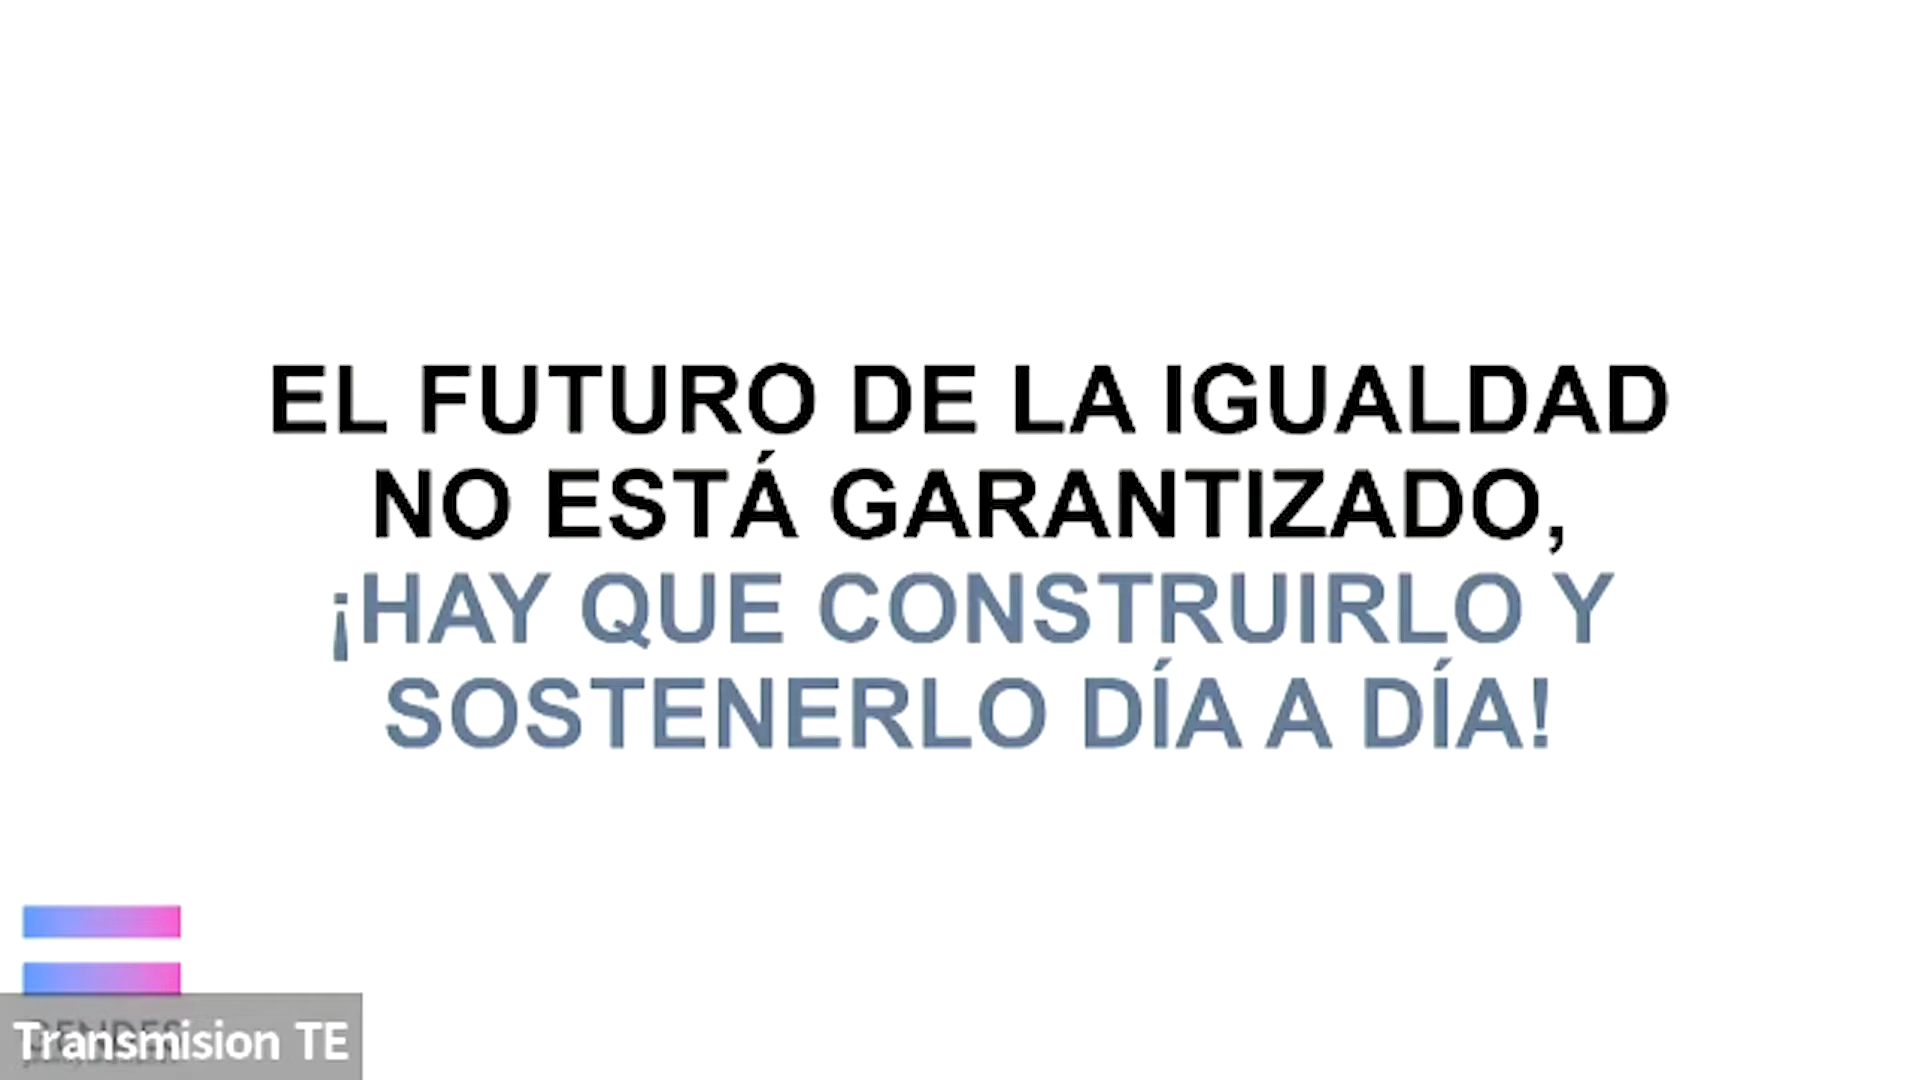 EL FUTURO DE LA IGUALDAD
NO ESTÁ GARANTIZADO,
¡HAY QUE CONSTRUIRLO Y
SOSTENERLO DÍA A DÍA!
Transmision TE